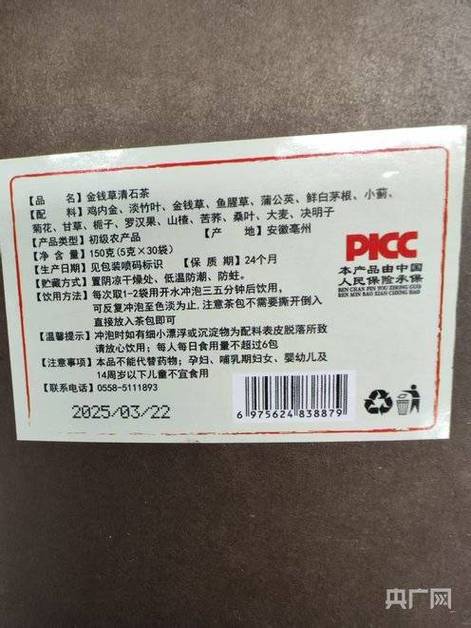 【品 名】金钱草清石茶
【配 料】鸡内金、淡竹叶、金钱草、鱼腥草、蒲公英、鲜白茅根、小蓟、
菊花、甘草、栀子、罗汉果、山楂、苦荞、桑叶、大麦、决明子
【产品类型】初级农产品 【产 地】安徽亳州
【净 含 量】150克(5克×30袋)
【生产日期】见包装喷码标识 【保 质 期】24个月
【贮藏方式】置阴凉干燥处、低温防潮、防蛀。
【饮用方法】每次取1-2袋用开水冲泡三五分钟后饮用,
可反复冲泡至色淡为止,注意茶包不需要撕开倒入
直接放入茶包即可
【温馨提示】冲泡时如有细小漂浮或沉淀物为配料表皮脱落所致
请放心饮用；每人每日食用量不超过6包
【注意事项】本品不能代替药物；孕妇、哺乳期妇女、婴幼儿及
14周岁以下儿童不宜食用
【联系电话】0558-5111893
2025/03/22
PICC
本产品由中国
人民保险承保
BEN CHAN PIN YOU ZHONG GUO
REN MIN BAO XIAN CHENG BAO
6 975624 838879
央广网